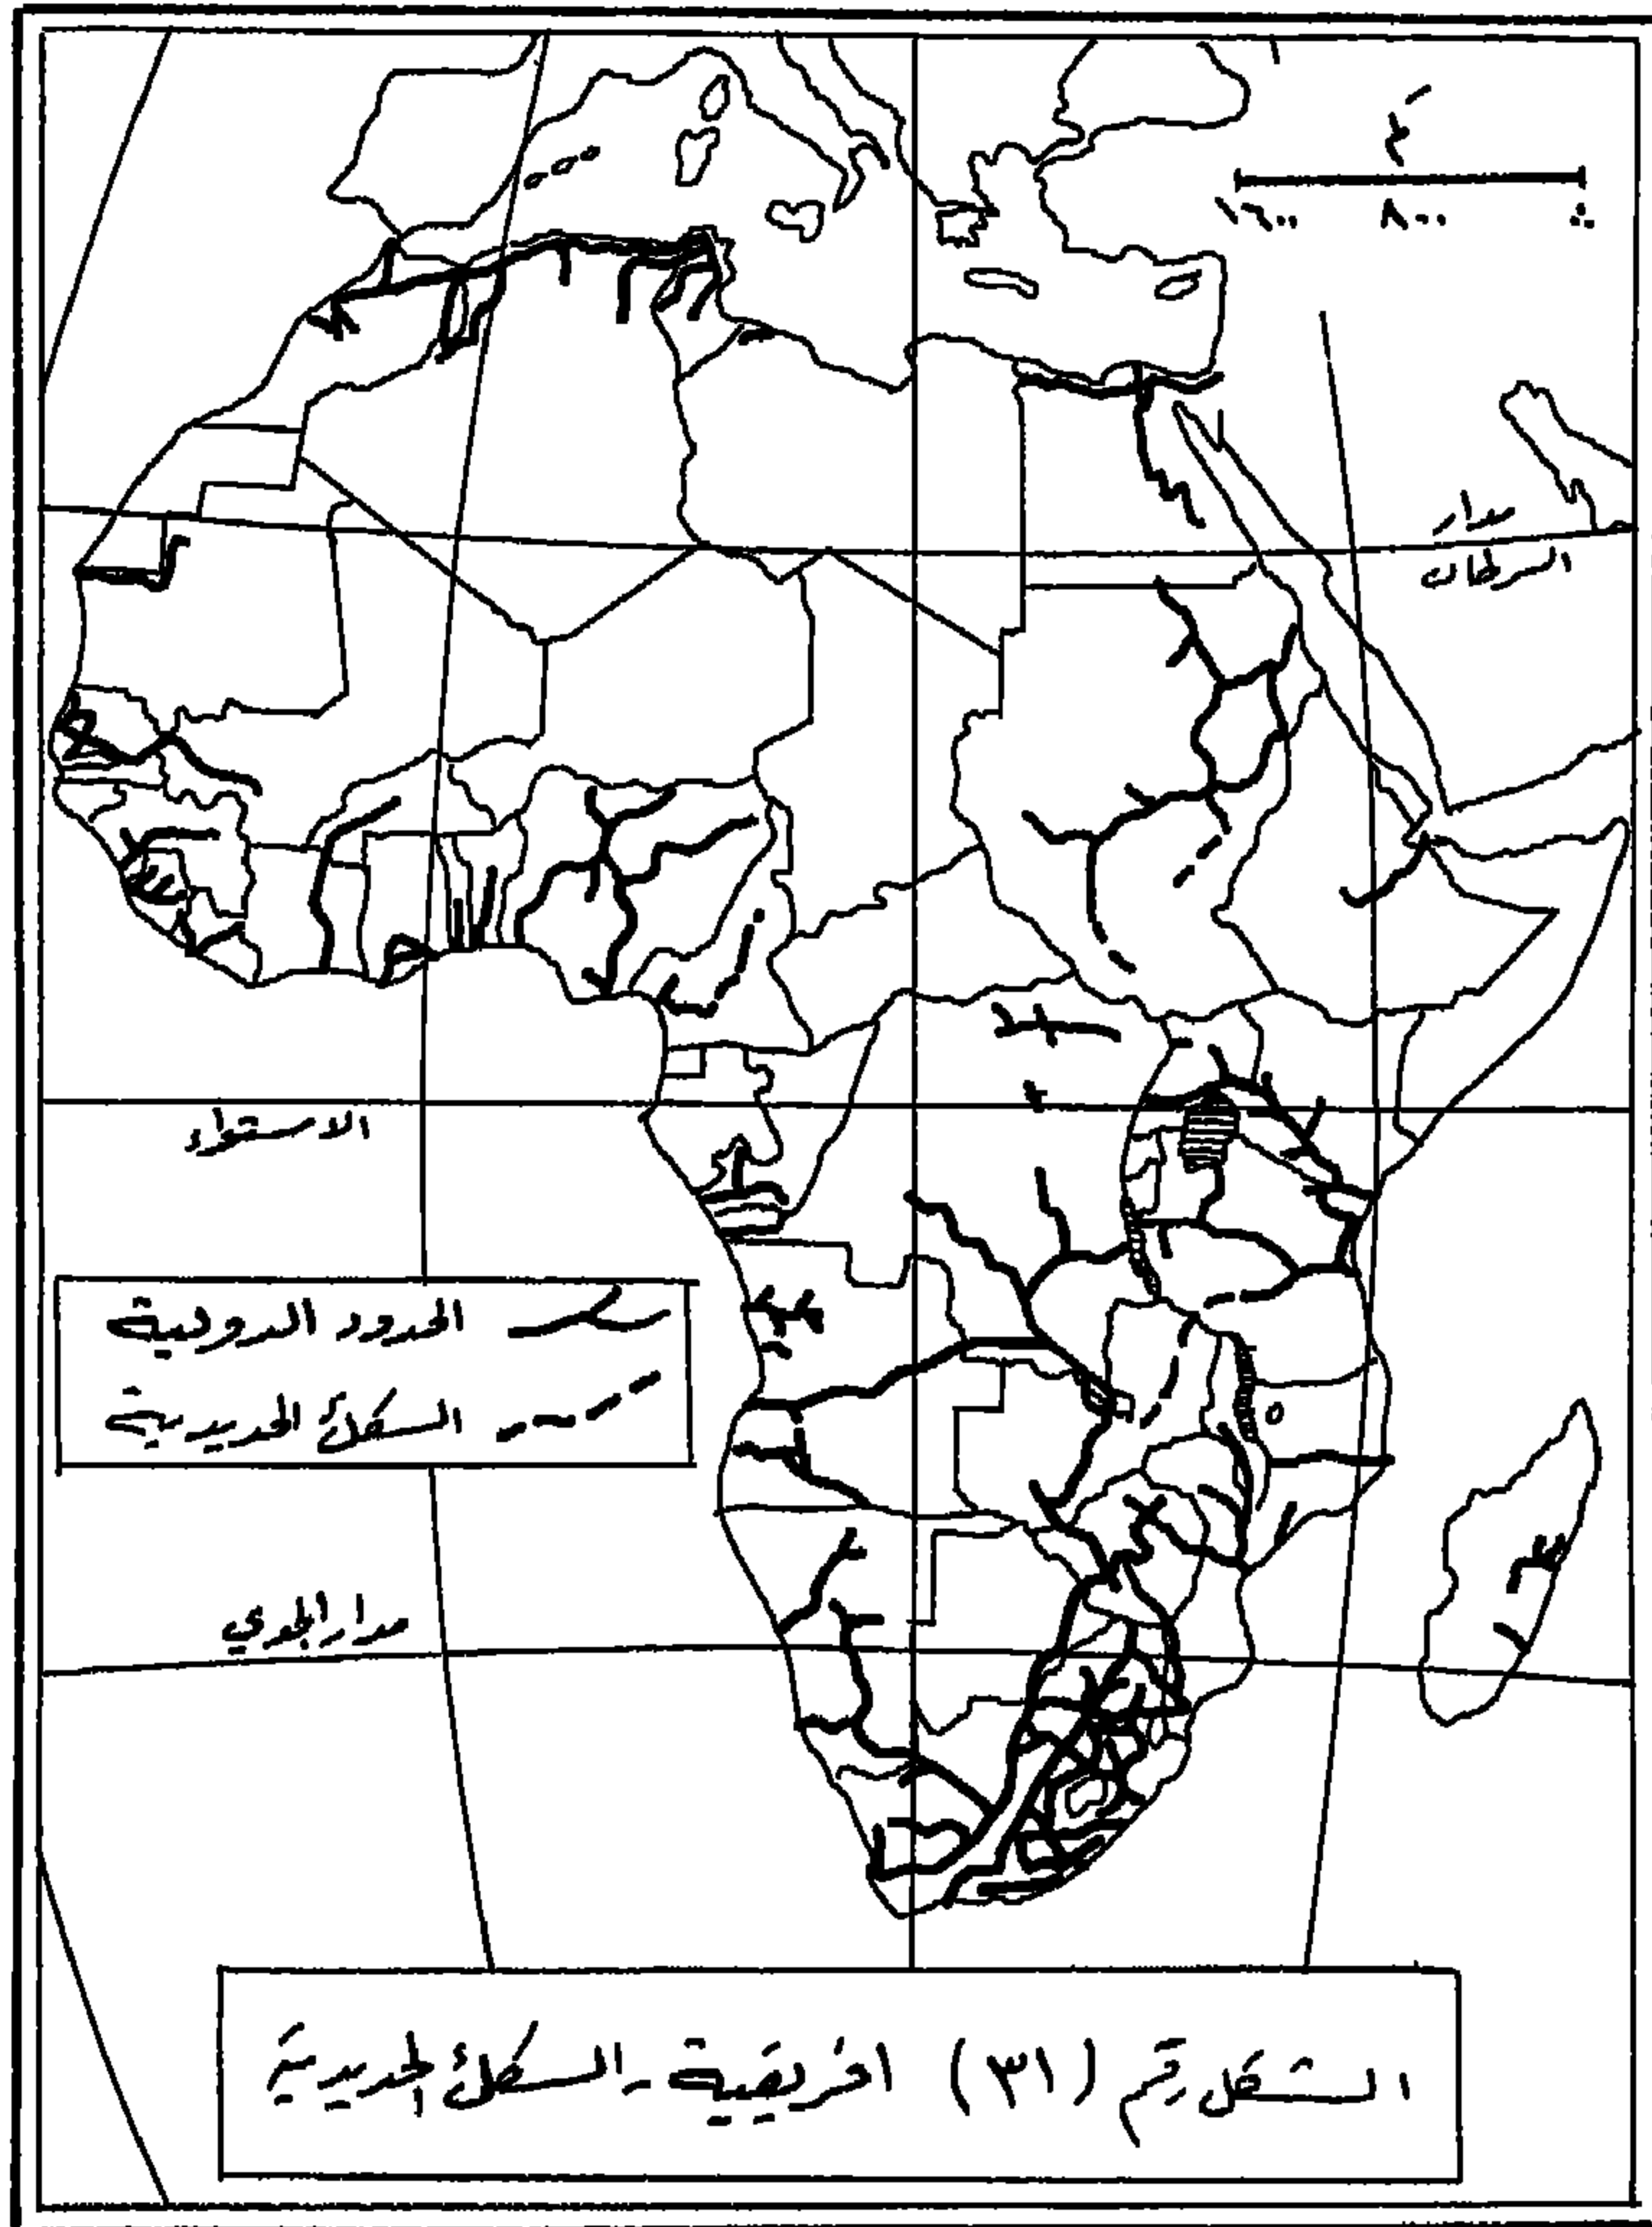 كم
١٦٠٠ ٨٠٠ ٠
مدار
السرطان
الاستواء
الحدود الدولية
السكك الحديدية
مدار الجدي
الشكل رقم (٣١) افريقية - السكك الحديدية